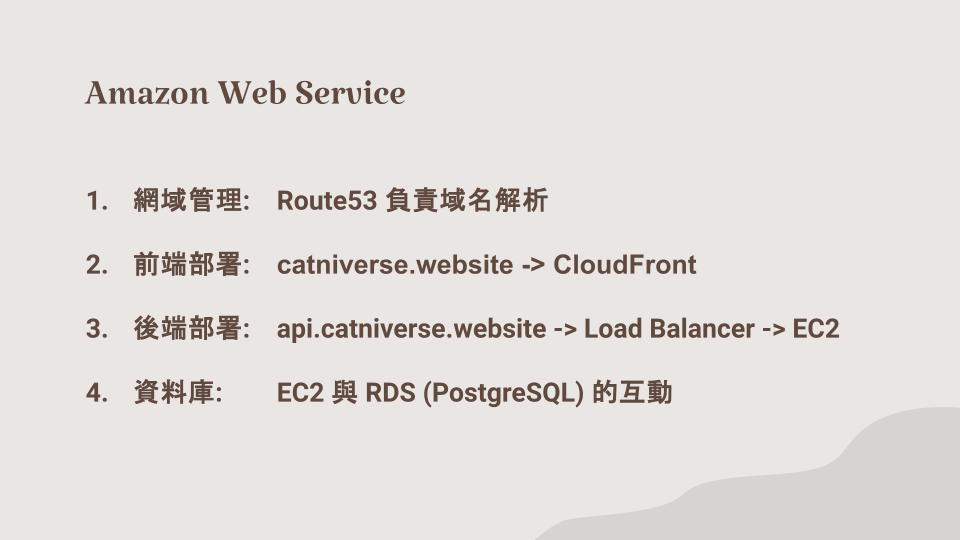 Amazon Web Service
1. 網域管理: Route53 負責域名解析
2. 前端部署: catniverse.website -> CloudFront
3. 後端部署: api.catniverse.website -> Load Balancer -> EC2
4. 資料庫: EC2 與 RDS (PostgreSQL) 的互動